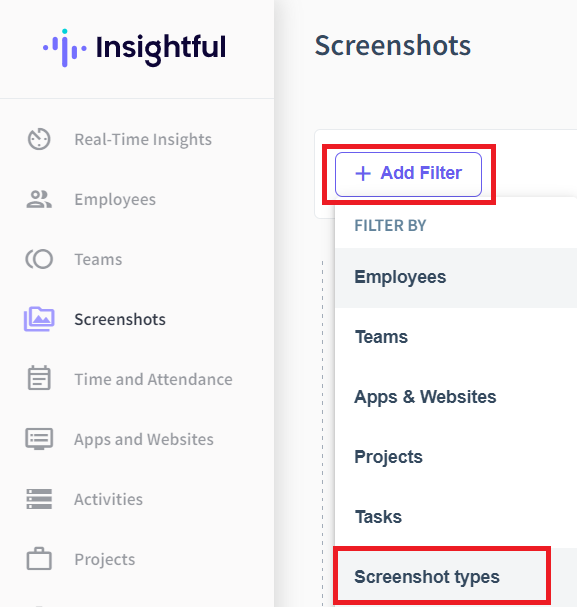 Insightful
Real-Time Insights
Employees
Teams
Screenshots
Time and Attendance
Apps and Websites
Activities
Projects
Screenshots
+ Add Filter
FILTER BY
Employees
Teams
Apps & Websites
Projects
Tasks
Screenshot types